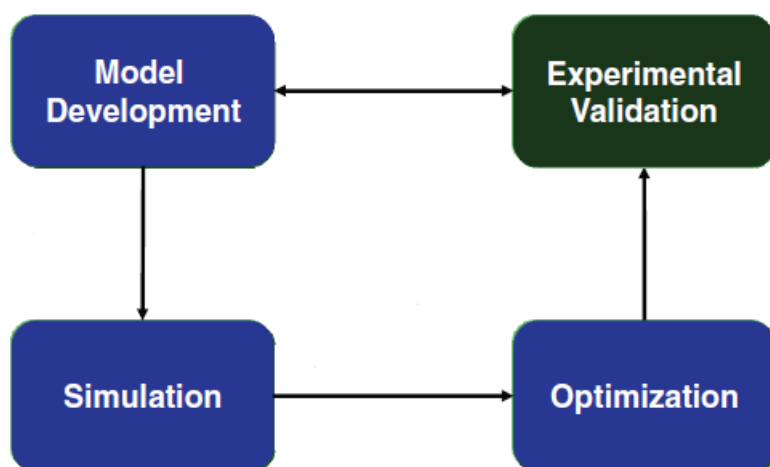 Model
Development
Experimental
Validation
Simulation
Optimization